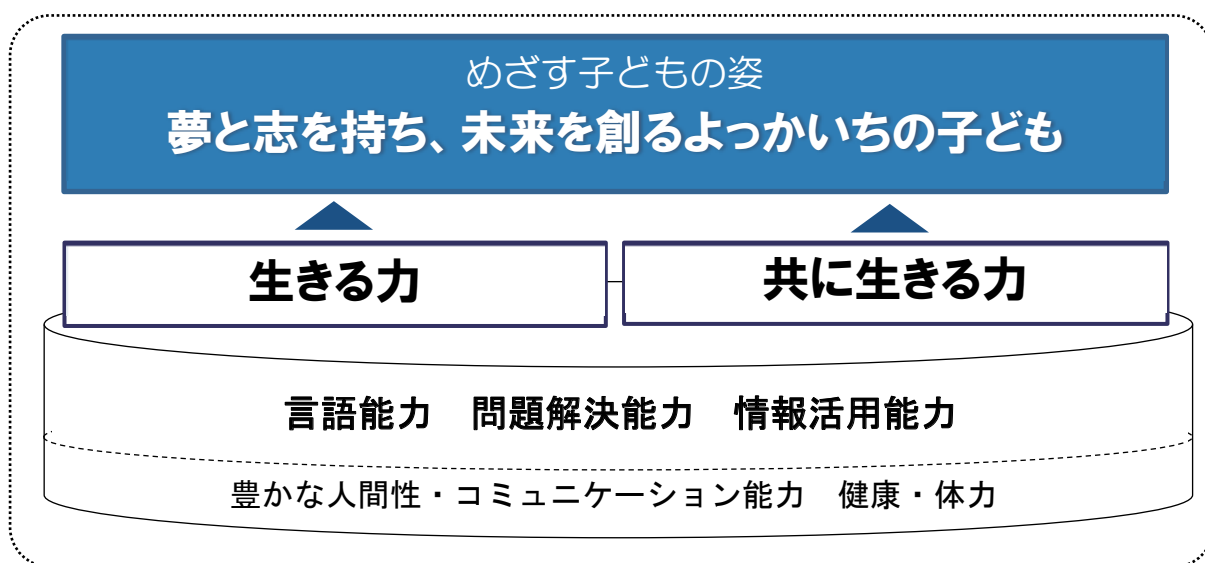 めざす子どもの姿
夢と志を持ち、未来を創るよっかいちの子ども
生きる力
共に生きる力
言語能力　問題解決能力　情報活用能力
豊かな人間性・コミュニケーション能力　健康・体力